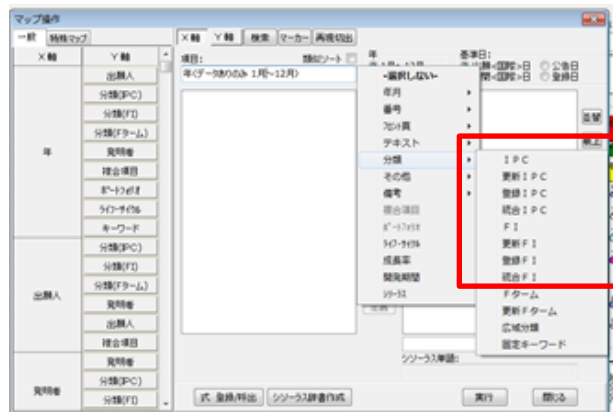 マップ操作
一般 特殊マップ
X軸 Y軸 検索 マーカー 再視切出
X軸 Y軸
項目: 類似ソート
年(データありのみ 1月~12月)
出願人
分類(IPC)
分類(FI)
分類(Fターム)
年 発明者
複合項目
ポートフォリオ
ライフサイクル
キーワード
分類(IPC)
分類(FI)
分類(Fターム)
出願人 発明者
出願人
複合項目
発明者
発明者 分類(IPC)
分類(FI)
-選択しない-
年月
番号
テキスト
分類
その他
備考
複合項目
ポートフォリオ
ライフサイクル
成長率
開発期間
シソーラス
年
基準日:
公告日
登録日
並替
IPC
更新IPC
登録IPC
統合IPC
FI
更新FI
登録FI
統合FI
Fターム
更新Fターム
広域分類
固定キーワード
シソーラス単語:
式 登録/呼出 シソーラス辞書作成 実行 閉じる